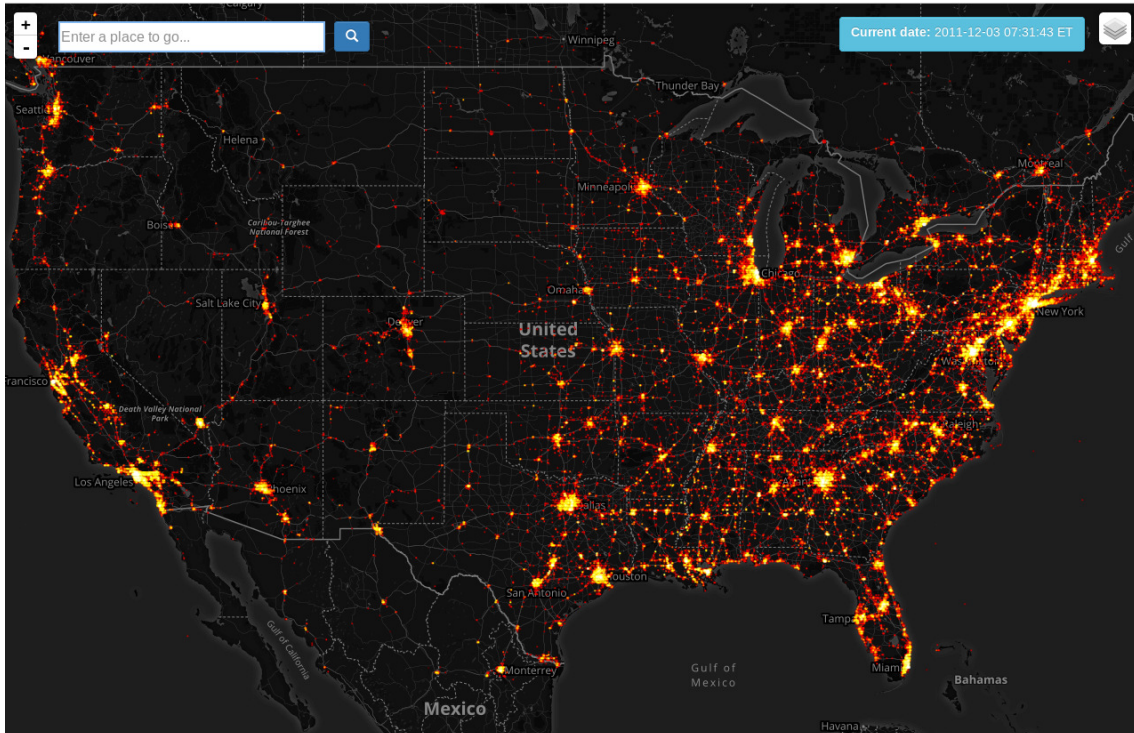 Calgary
+
-
Enter a place to go...
Current date: 2011-12-03 07:31:43 ET
Winnipeg
Vancouver
Thunder Bay
Seattle
Helena
Montreal
Minneapolis
Boise
Caribou-Targhee
National Forest
Gulf
Chicago
Omaha
Salt Lake City
New York
Denver
United
States
Washington
Francisco
Death Valley National
Park
Raleigh
Los Angeles
Phoenix
Atlanta
Dallas
Houston
San Antonio
Tampa
Gulf of California
Miami
Gulf of
Mexico
Monterrey
Bahamas
Mexico
Havana